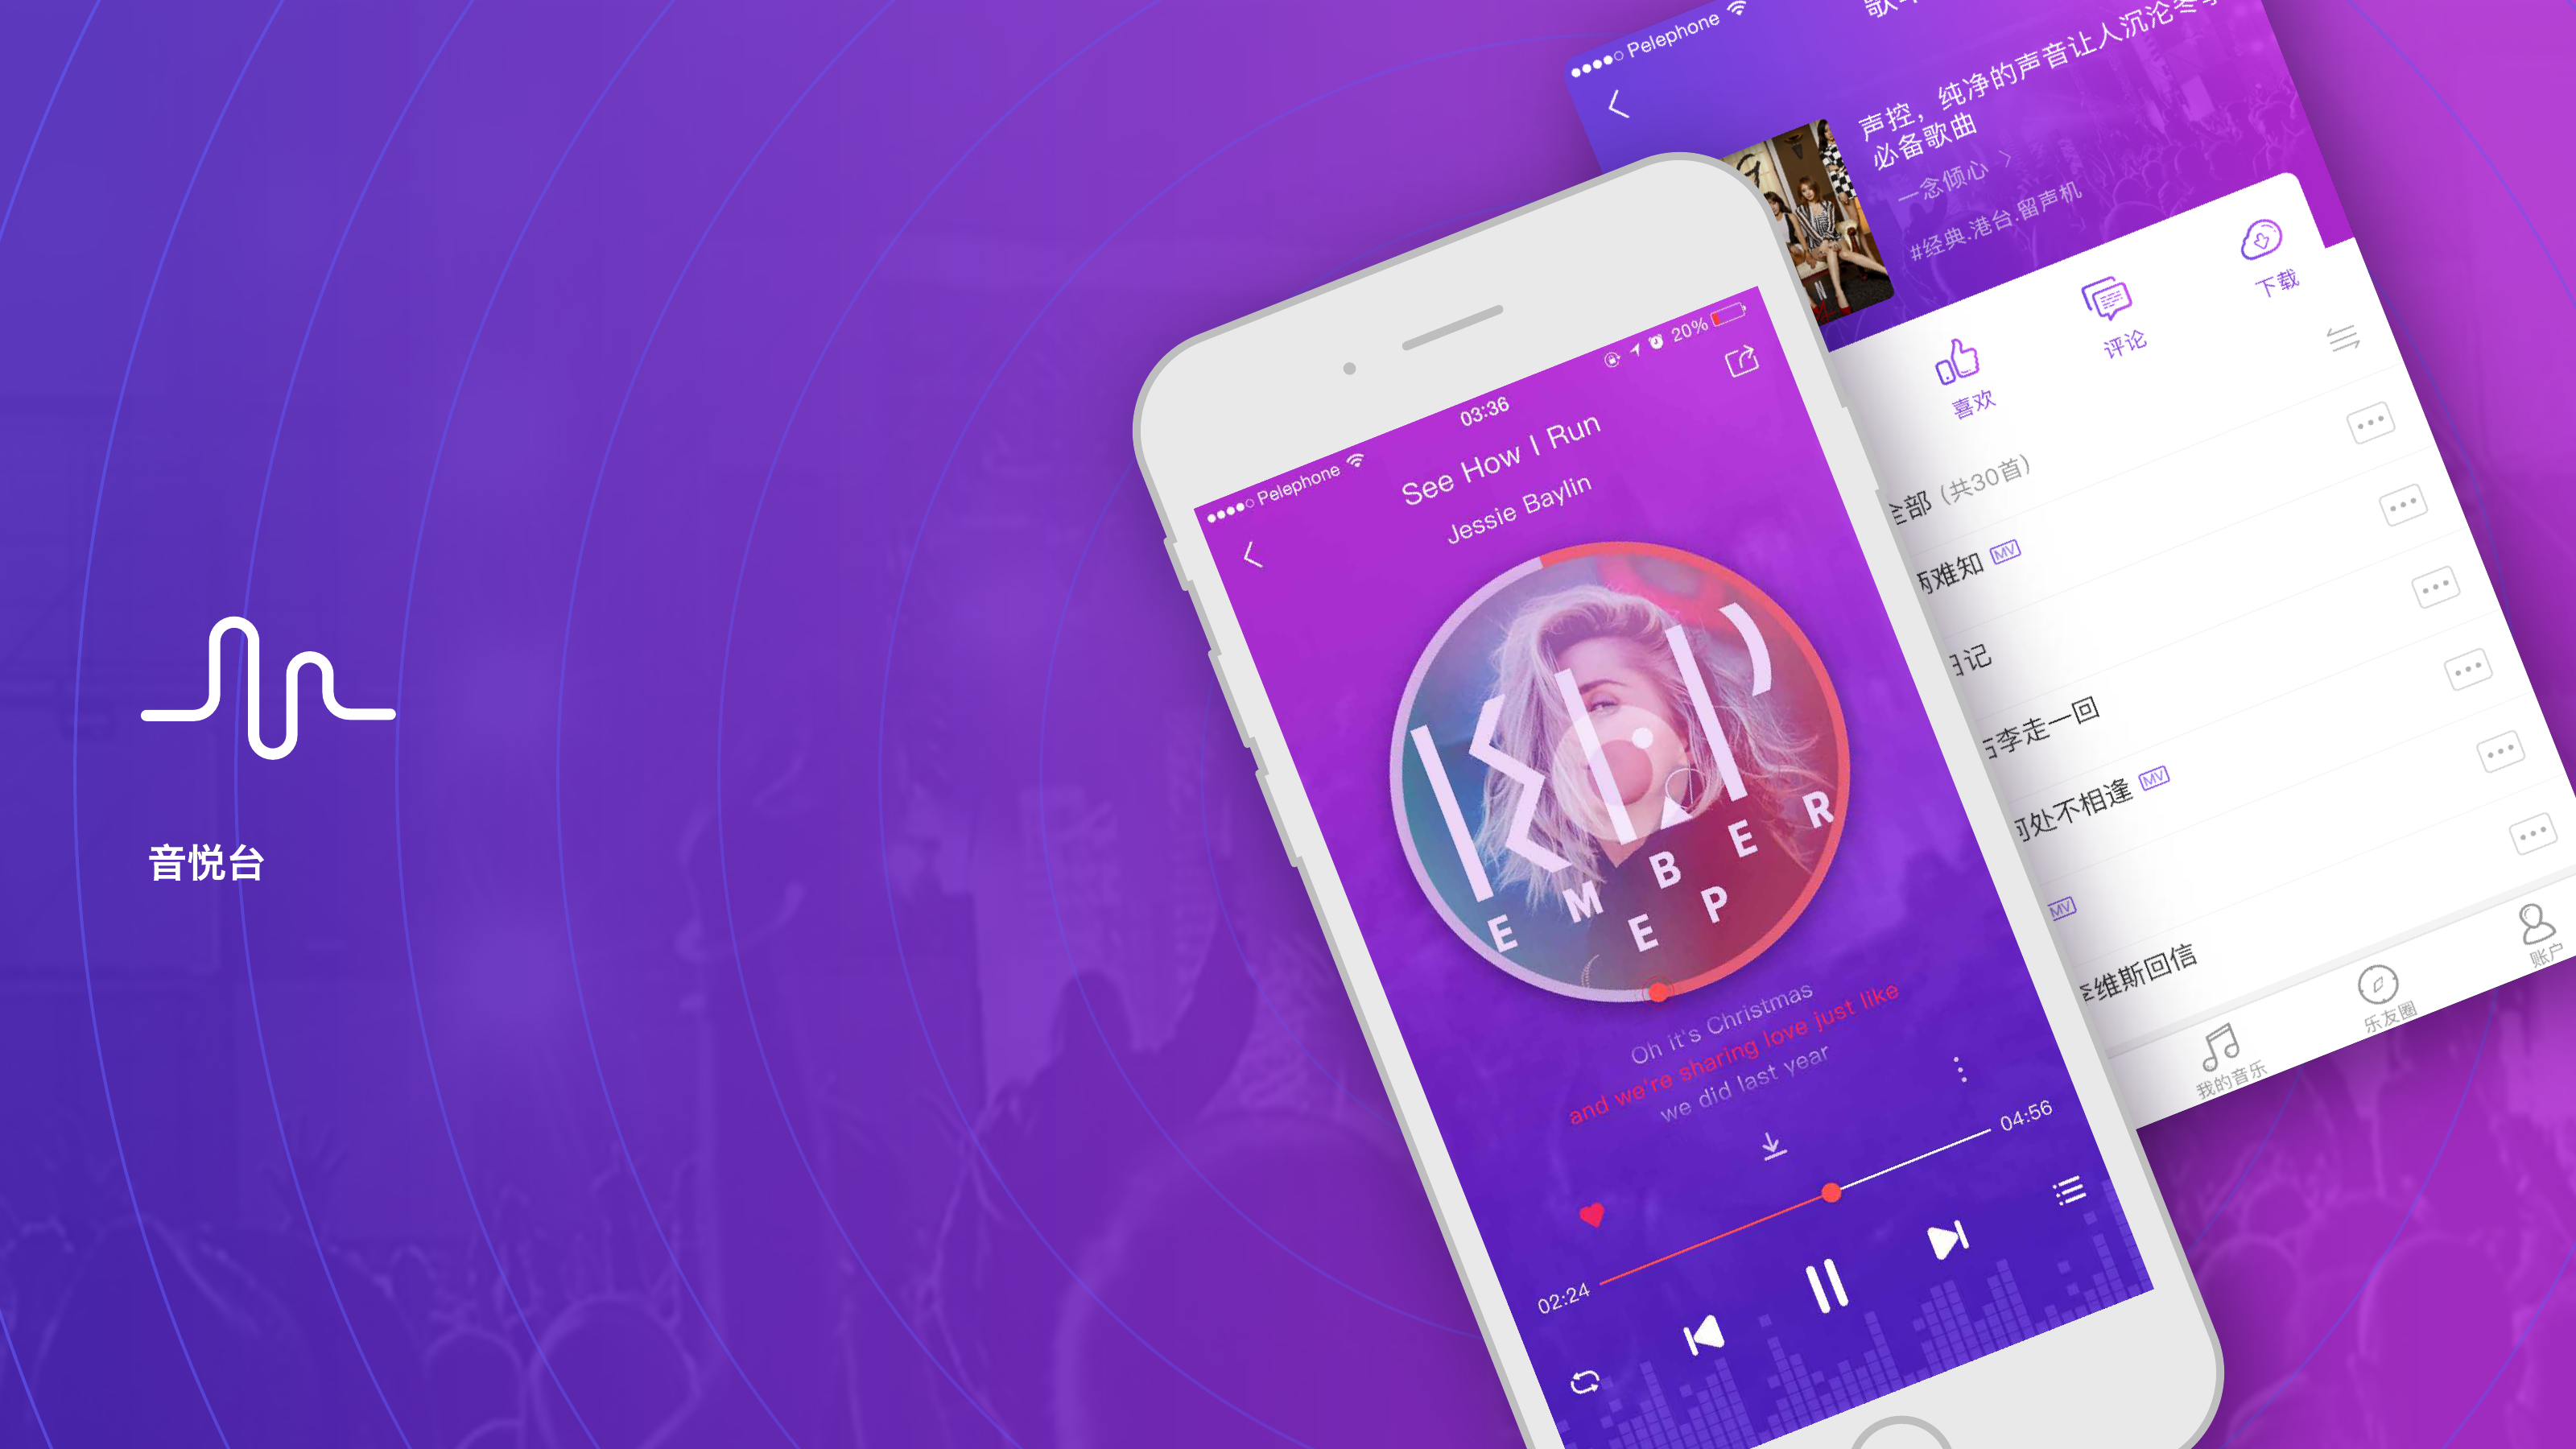 音悦台
Pelephone
03:36
20%
See How I Run
Jessie Baylin
EMBER
EP
Oh it's Christmas
and we're sharing love just like
we did last year
02:24
04:56
Pelephone
声控，纯净的声音让人沉沦
必备歌曲
一念倾心
#经典.港台.留声机
喜欢
评论
下载
部（共30首）
难知 MV
记
李走一回
处不相逢 MV
MV
维斯回信
我的音乐
乐友圈
账户